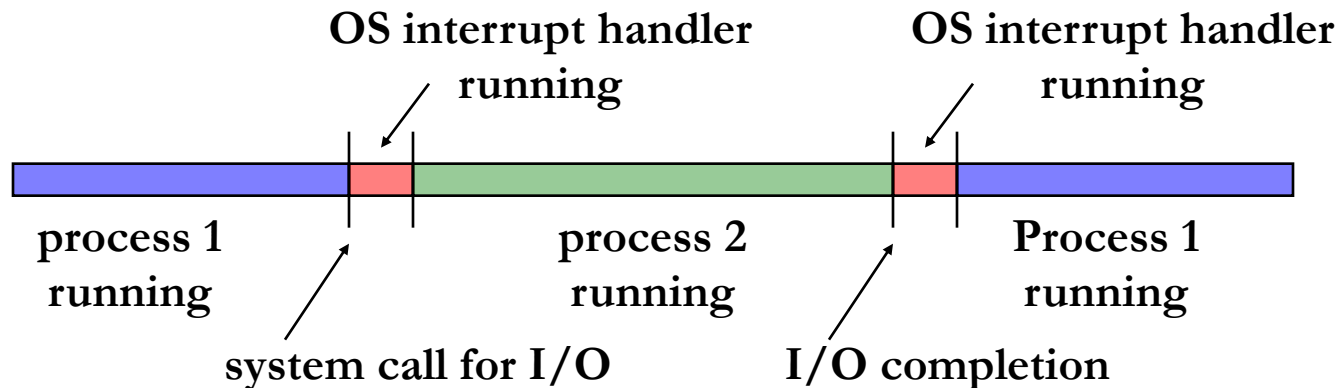 OS interrupt handler
running
OS interrupt handler
running
process 1
running
process 2
running
Process 1
running
system call for I/O
I/O completion